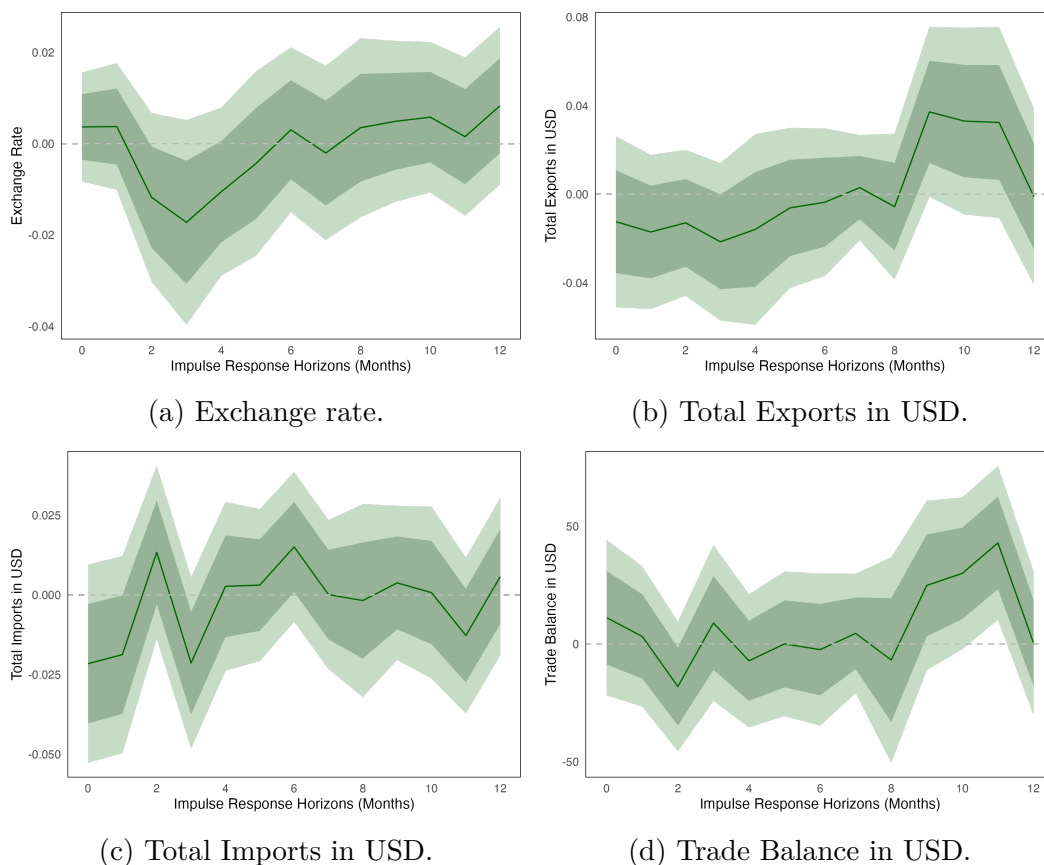 0.02
0.00
-0.02
-0.04
Exchange Rate
0 2 4 6 8 10 12
Impulse Response Horizons (Months)
(a) Exchange rate.
0.08
0.04
0.00
-0.04
Total Exports in USD
0 2 4 6 8 10 12
Impulse Response Horizons (Months)
(b) Total Exports in USD.
0.025
0.000
-0.025
-0.050
Total Imports in USD
0 2 4 6 8 10 12
Impulse Response Horizons (Months)
(c) Total Imports in USD.
50
0
-50
Trade Balance in USD
0 2 4 6 8 10 12
Impulse Response Horizons (Months)
(d) Trade Balance in USD.